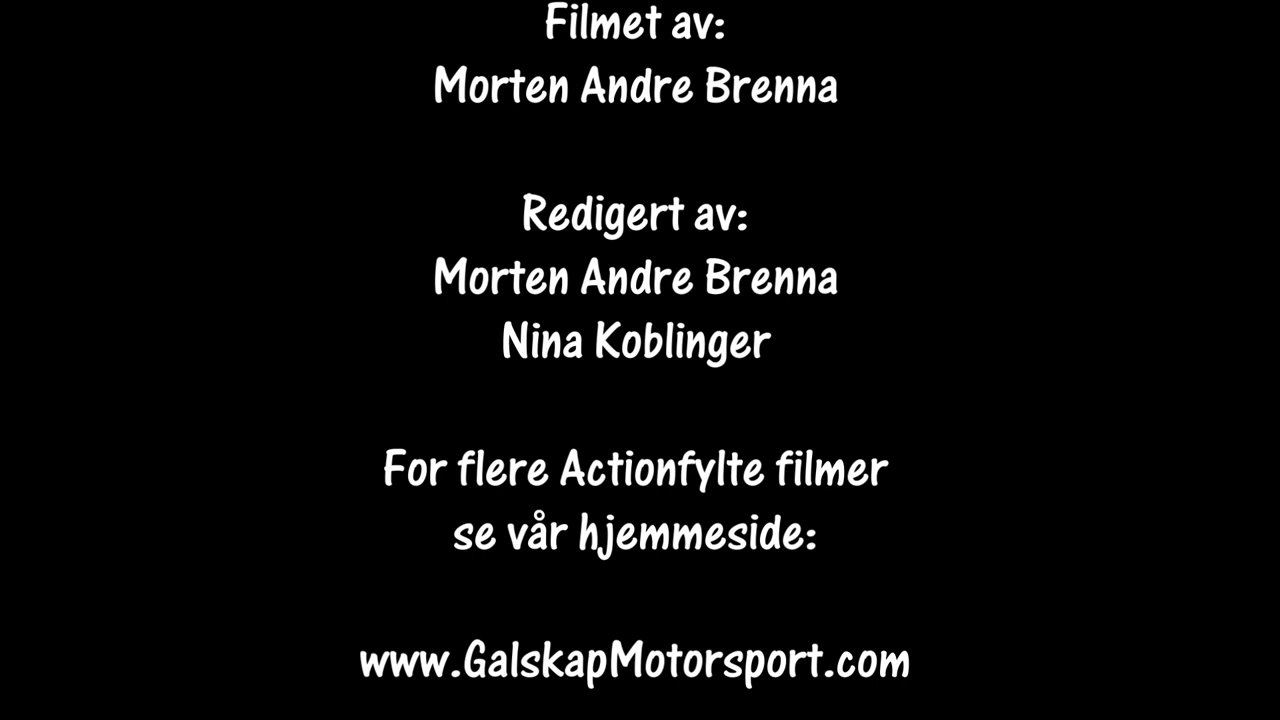 Filmet av:
Morten Andre Brenna
Redigert av:
Morten Andre Brenna
Nina Koblinger
For flere Actionfylte filmer
se vår hjemmeside:
www.GalskapMotorsport.com